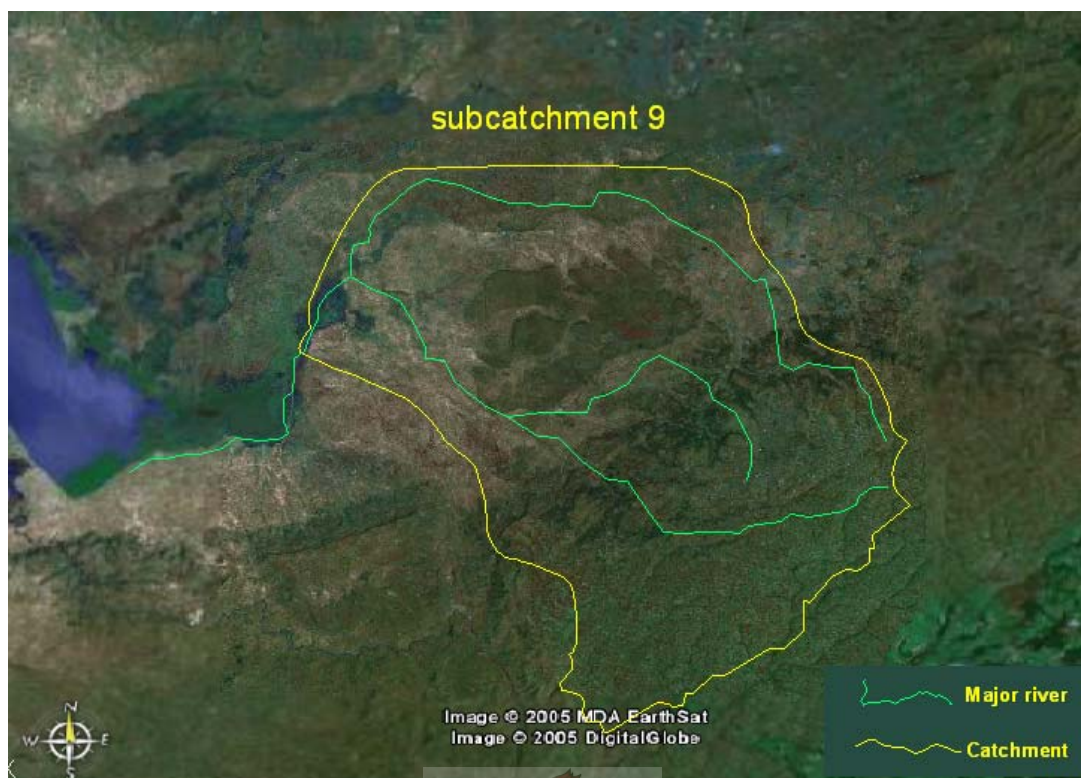 subcatchment 9
N
W E
S
Image © 2005 MDA EarthSat
Image © 2005 DigitalGlobe
Major river
Catchment